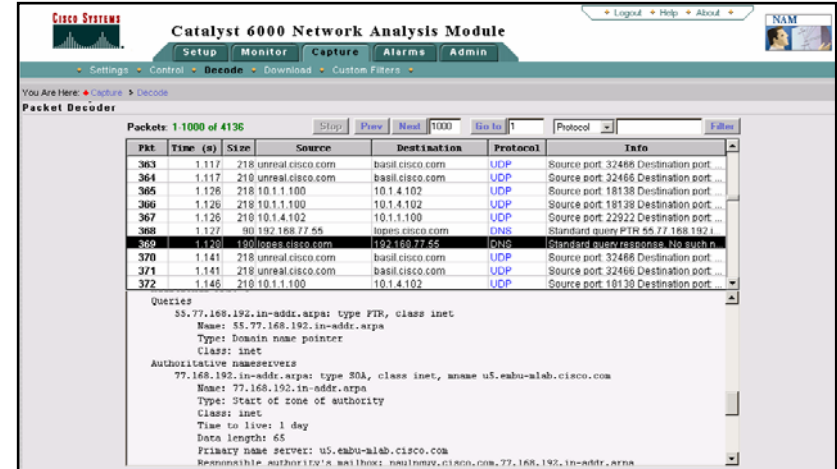 Logout Help About
CISCO SYSTEMS
Catalyst 6000 Network Analysis Module
NAM
Setup Monitor Capture Alarms Admin
Settings Control Decode Download Custom Filters
You Are Here: Capture Decode
Packet Decoder
Packets: 1-1000 of 4136 Stop Prev Next 1000 Go to 1 Protocol Filter
Pkt Time (s) Size Source Destination Protocol Info
363 1.117 218 unreal.cisco.com basil.cisco.com UDP Source port: 32466 Destination port: ...
364 1.117 218 unreal.cisco.com basil.cisco.com UDP Source port: 32466 Destination port: ...
365 1.126 218 10.1.1.100 10.1.4.102 UDP Source port: 18138 Destination port: ...
366 1.126 218 10.1.1.100 10.1.4.102 UDP Source port: 18138 Destination port: ...
367 1.126 218 10.1.4.102 10.1.1.100 UDP Source port: 22922 Destination port: ...
368 1.127 90 192.168.77.55 lopes.cisco.com DNS Standard query PTR 55.77.168.192.i...
369 1.128 190 lopes.cisco.com 192.168.77.55 DNS Standard query response, No such n...
370 1.141 218 unreal.cisco.com basil.cisco.com UDP Source port: 32466 Destination port: ...
371 1.141 218 unreal.cisco.com basil.cisco.com UDP Source port: 32466 Destination port: ...
372 1.146 218 10.1.1.100 10.1.4.102 UDP Source port: 18138 Destination port: ...
Queries
55.77.168.192.in-addr.arpa: type PTR, class inet
Name: 55.77.168.192.in-addr.arpa
Type: Domain name pointer
Class: inet
Authoritative nameservers
77.168.192.in-addr.arpa: type SOA, class inet, mname u5.embu-mlab.cisco.com
Name: 77.168.192.in-addr.arpa
Type: Start of zone of authority
Class: inet
Time to live: 1 day
Data length: 65
Primary name server: u5.embu-mlab.cisco.com
Responsible authority's mailbox: .cisco.com.77.168.192.in-addr.arpa